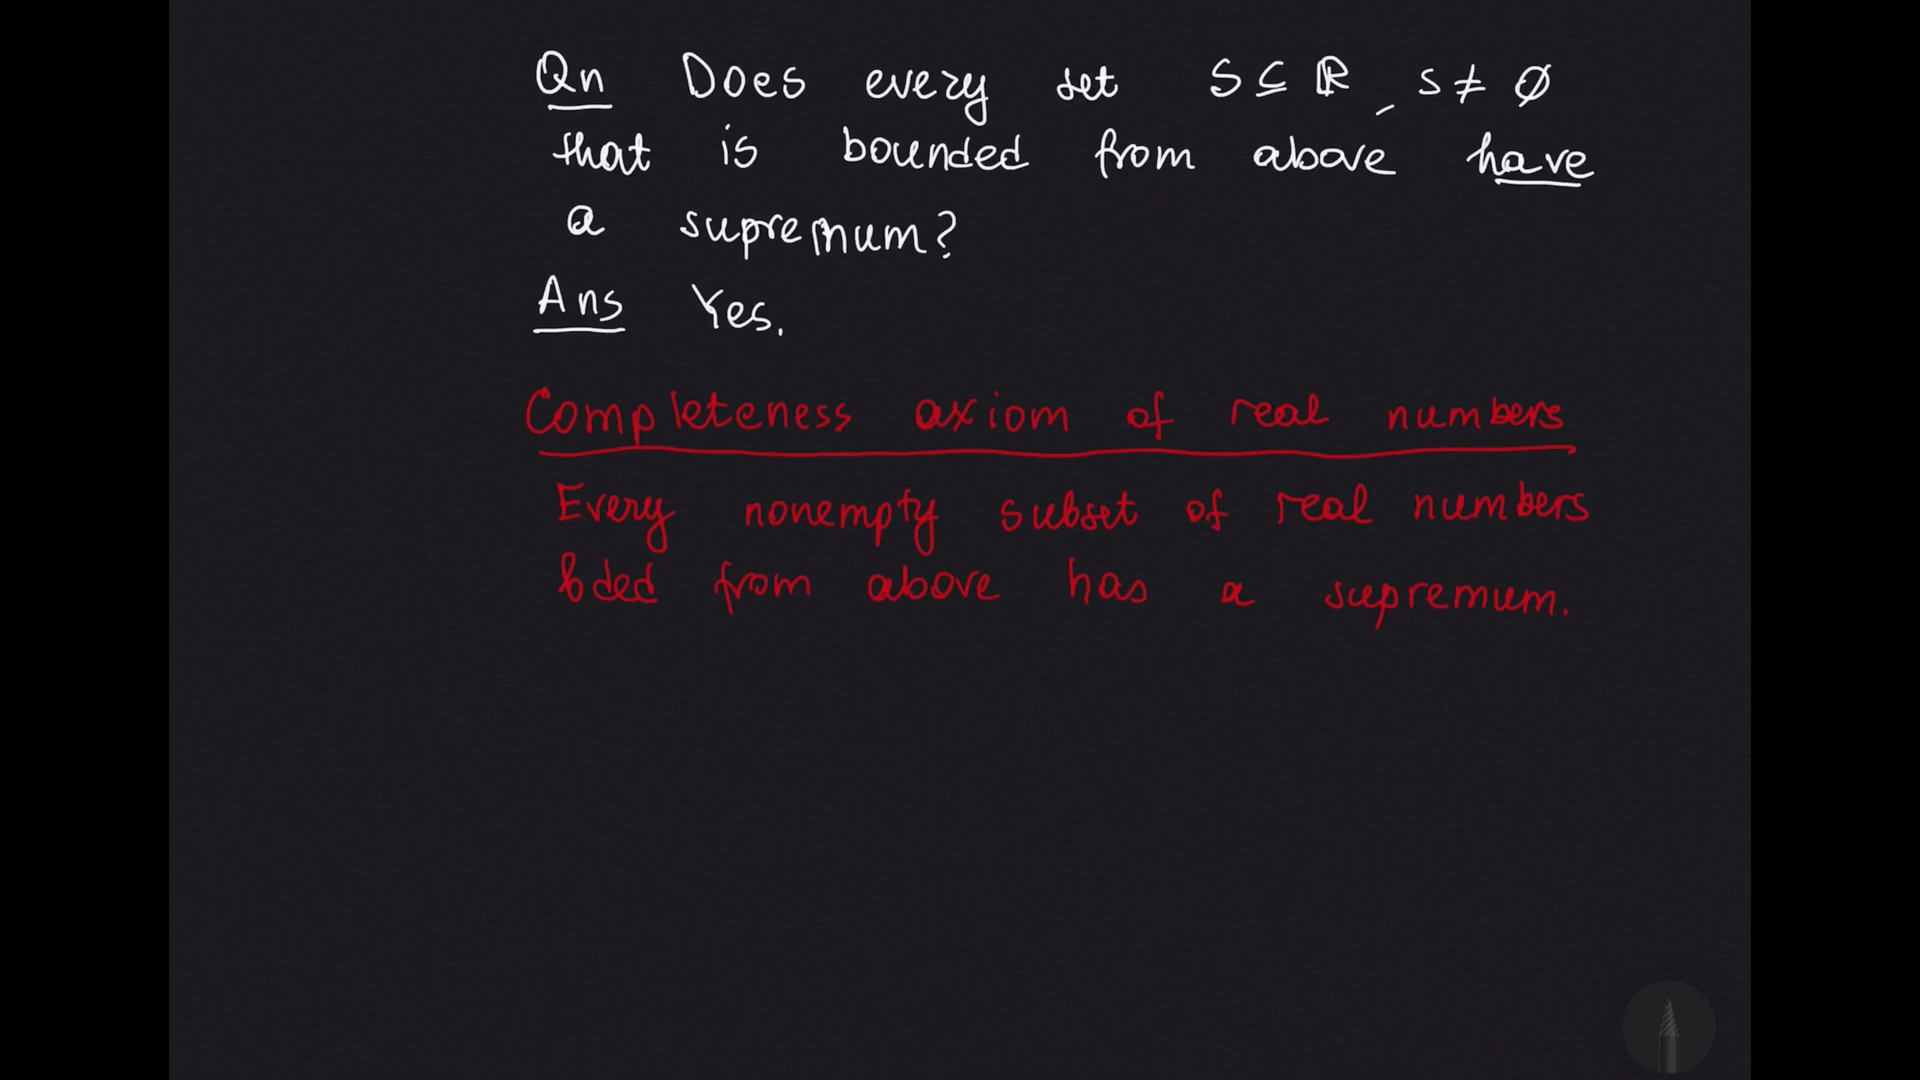 Qn Does every set S ⊆ ℝ, S ≠ ∅
that is bounded from above have
a supremum?
Ans Yes.
Completeness axiom of real numbers
Every nonempty subset of real numbers
bded from above has a supremum.